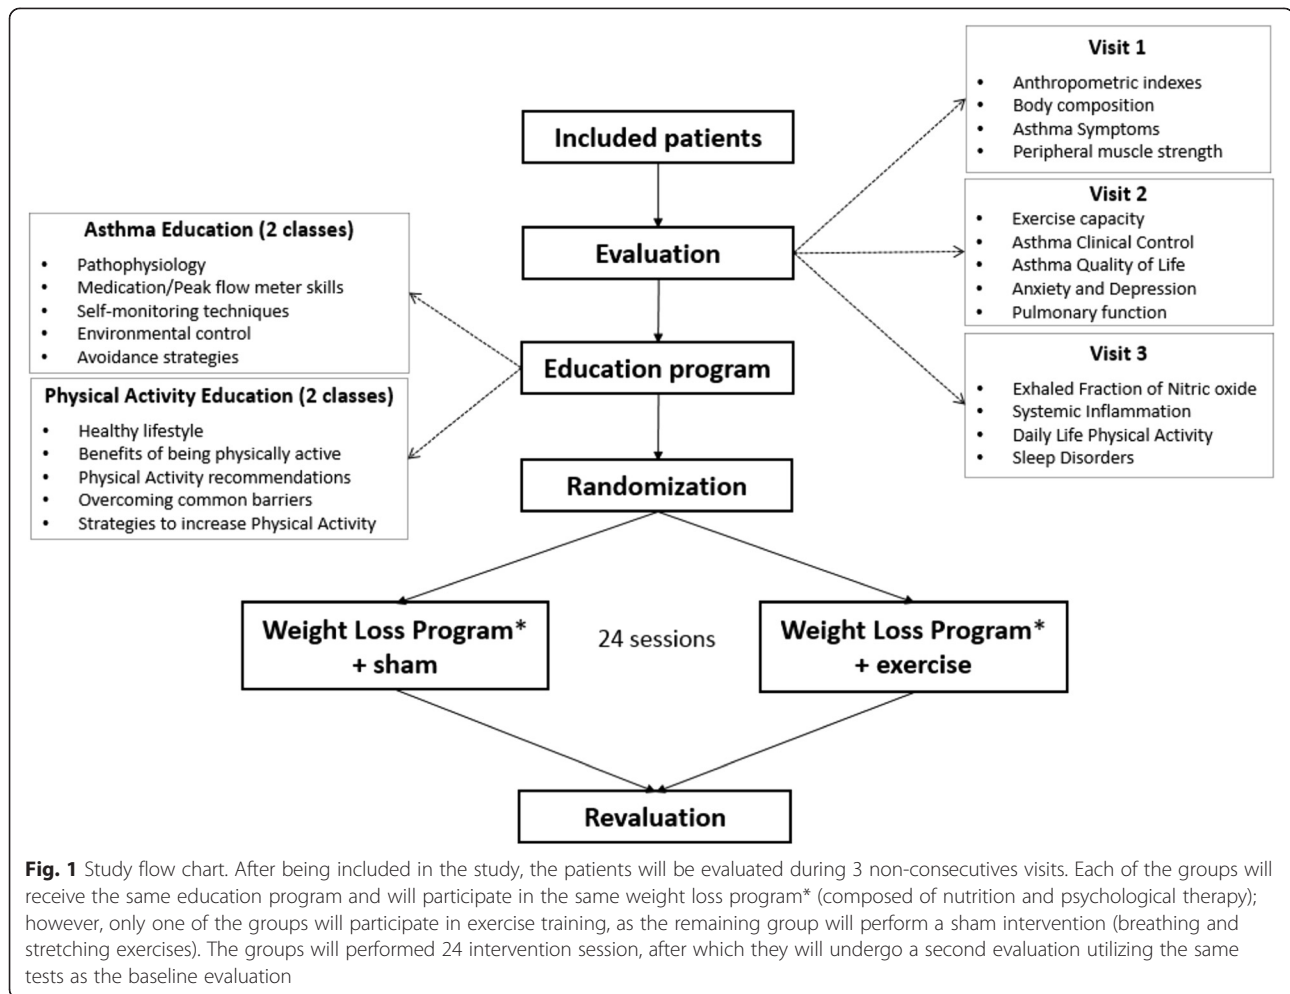 Included patients
Evaluation
Visit 1
• Anthropometric indexes
• Body composition
• Asthma Symptoms
• Peripheral muscle strength
Visit 2
• Exercise capacity
• Asthma Clinical Control
• Asthma Quality of Life
• Anxiety and Depression
• Pulmonary function
Visit 3
• Exhaled Fraction of Nitric oxide
• Systemic Inflammation
• Daily Life Physical Activity
• Sleep Disorders
Education program
Asthma Education (2 classes)
• Pathophysiology
• Medication/Peak flow meter skills
• Self-monitoring techniques
• Environmental control
• Avoidance strategies
Physical Activity Education (2 classes)
• Healthy lifestyle
• Benefits of being physically active
• Physical Activity recommendations
• Overcoming common barriers
• Strategies to increase Physical Activity
Randomization
Weight Loss Program*
+ sham
24 sessions
Weight Loss Program*
+ exercise
Revaluation
Fig. 1 Study flow chart. After being included in the study, the patients will be evaluated during 3 non-consecutives visits. Each of the groups will
receive the same education program and will participate in the same weight loss program* (composed of nutrition and psychological therapy);
however, only one of the groups will participate in exercise training, as the remaining group will perform a sham intervention (breathing and
stretching exercises). The groups will performed 24 intervention session, after which they will undergo a second evaluation utilizing the same
tests as the baseline evaluation